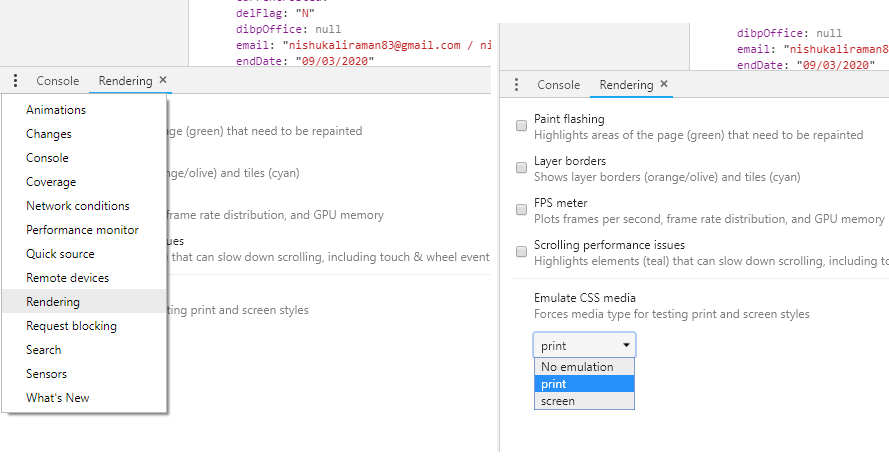 delFlag: "N"
dibpOffice: null
email: "nishukaliraman83@gmail.com / ni
endDate: "09/03/2020"
Console
Rendering ×
Animations
Changes
Console
Coverage
Network conditions
Performance monitor
Quick source
Remote devices
Rendering
Request blocking
Search
Sensors
What's New
ge (green) that need to be repainted
nge/olive) and tiles (cyan)
frame rate distribution, and GPU memory
ues
) that can slow down scrolling, including touch & wheel event
ting print and screen styles
dibpOffice: null
email: "nishukaliraman
endDate: "09/03/2020"
Console
Rendering ×
Paint flashing
Highlights areas of the page (green) that need to be repainted
Layer borders
Shows layer borders (orange/olive) and tiles (cyan)
FPS meter
Plots frames per second, frame rate distribution, and GPU memory
Scrolling performance issues
Highlights elements (teal) that can slow down scrolling, including to
Emulate CSS media
Forces media type for testing print and screen styles
print
No emulation
print
screen